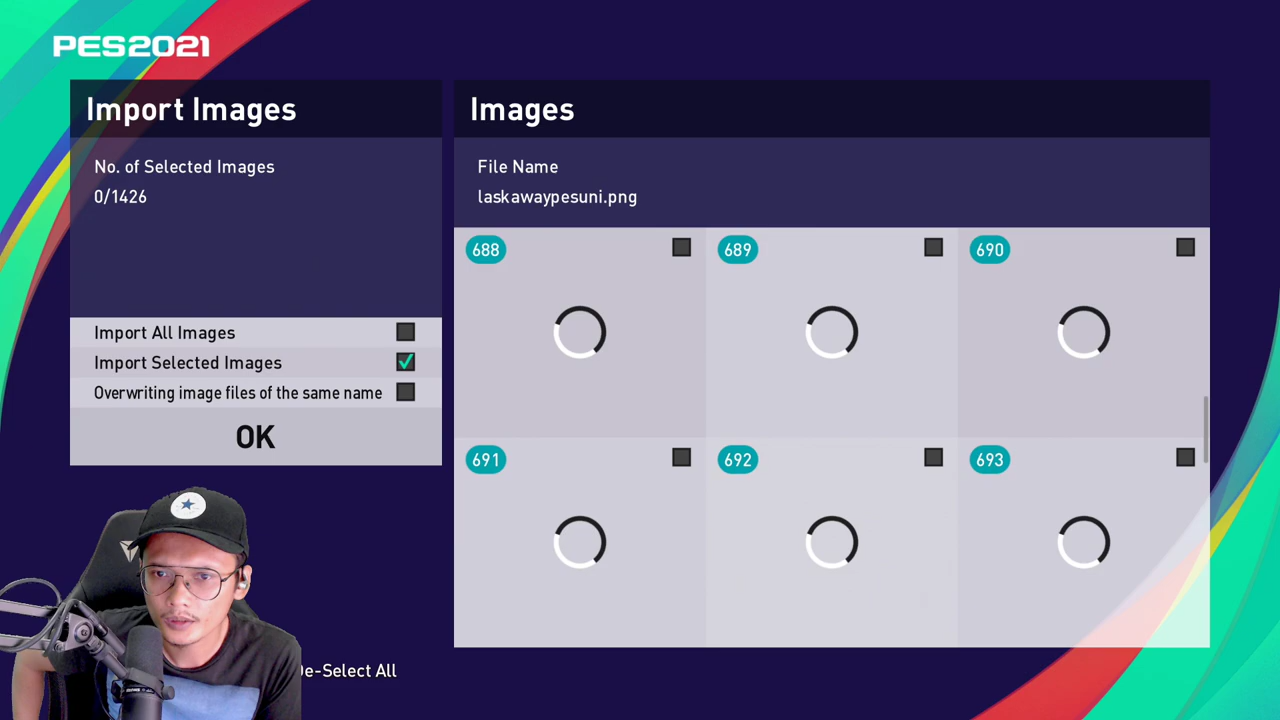 PES2021
Import Images
No. of Selected Images
0/1426
Import All Images
Import Selected Images
Overwriting image files of the same name
OK
Images
File Name
laskawaypesuni.png
688
689
690
691
692
693
De-Select All